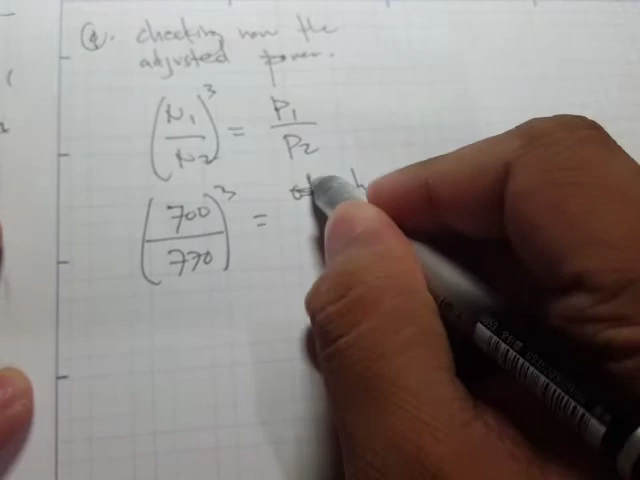 ④. checking now the
adjusted power.
(N1/N2)^3 = P1/P2
(700/770)^3 =